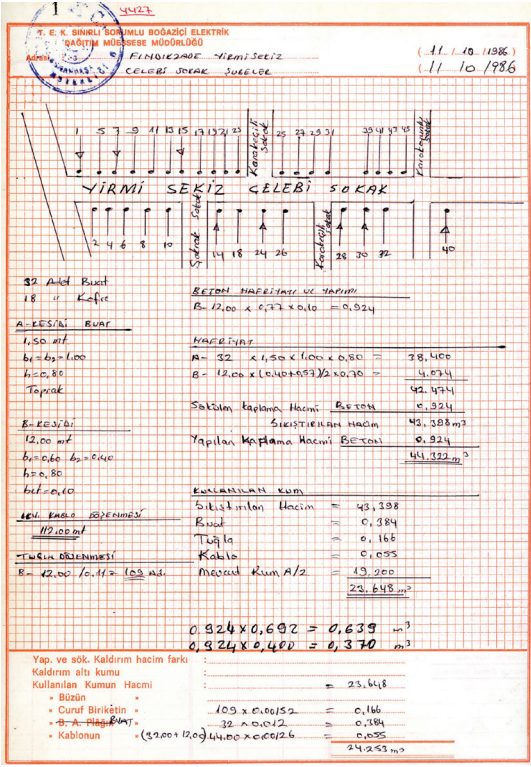 1 4427
T. E. K. SINIRLI SORUMLU BOĞAZİÇİ ELEKTRİK
DAĞITIM MÜESSESE MÜDÜRLÜĞÜ
Adresi FINDIKZADE YİRMİSEKİZ ( 11 / 10 / 1986
ÇELEBİ SOKAK ŞUBELER ( 11 / 10 / 1986
1 5 7 9 11 13 15 17 19 21 23 25 27 29 31 39 41 43 45
YİRMİ SEKİZ ÇELEBİ SOKAK
2 4 6 8 10 14 18 24 26 28 30 32 40
32 Adet Buat
18 " Kofre
BETON HAFRİYATI VE YAPIMI
B- 12,00 x 0,77 x 0,10 = 0,924
A-KESİDİ BUAT
1,50 mt
b1 = b2 = 1.00
h= 0,80
Toprak
HAFRİYAT
A- 32 x 1,50 x 1.00 x 0,80 = 38,400
B- 12,00 x (0,40+0,57)/2 x 0,70 = 4.074
42.474
Sökülen kaplama Hacmi BETON 0,924
SIKIŞTIRILAN HACIM 43,398 m³
Yapılan Kaplama Hacmi BETON 0,924
44.322 m³
B-KESİDİ
12,00 mt
b1= 0,60 b2= 0,40
h= 0,80
bet= 0,10
KULLANILAN KUM
Sıkıştırılan Hacim = 43,398
Buat = 0,384
Tuğla = 0,166
Kablo = 0,055
Mevcud Kum A/2 = 19,200
23,648 m³
KABLO DÖŞENMESİ
112.00 mt
TUĞLA DÖŞENMESİ
B- 12,00 / 0.11 = 109 Ad.
0.924 x 0,692 = 0,639 m³
0,924 x 0,400 = 0,370 m³
Yap. ve sök. Kaldırım hacim farkı :
Kaldırım altı kumu :
Kullanılan Kumun Hacmi : = 23,648
» Büzün » :
» Curuf Biriketin » : 109 x 0.00152 = 0,166
» BUAT » : 32 x 0,012 = 0,384
» Kablonun » : (32.00 + 12,00) 44.00 x 0.00126 = 0,055
24.253 m³